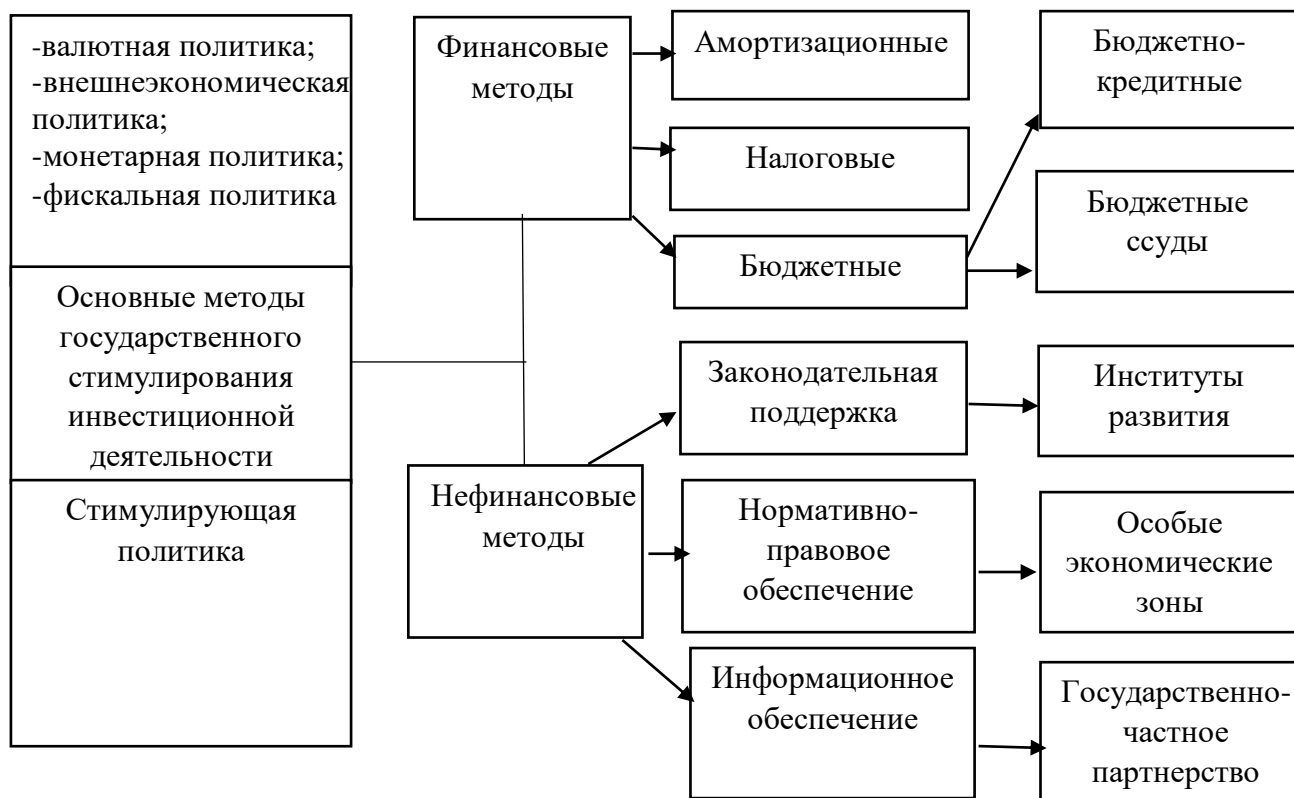 -валютная политика;
-внешнеэкономическая
политика;
-монетарная политика;
-фискальная политика
Основные методы
государственного
стимулирования
инвестиционной
деятельности
Стимулирующая
политика
Финансовые
методы
Амортизационные
Налоговые
Бюджетные
Бюджетно-
кредитные
Бюджетные
ссуды
Нефинансовые
методы
Законодательная
поддержка
Нормативно-
правовое
обеспечение
Информационное
обеспечение
Институты
развития
Особые
экономические
зоны
Государственно-
частное
партнерство